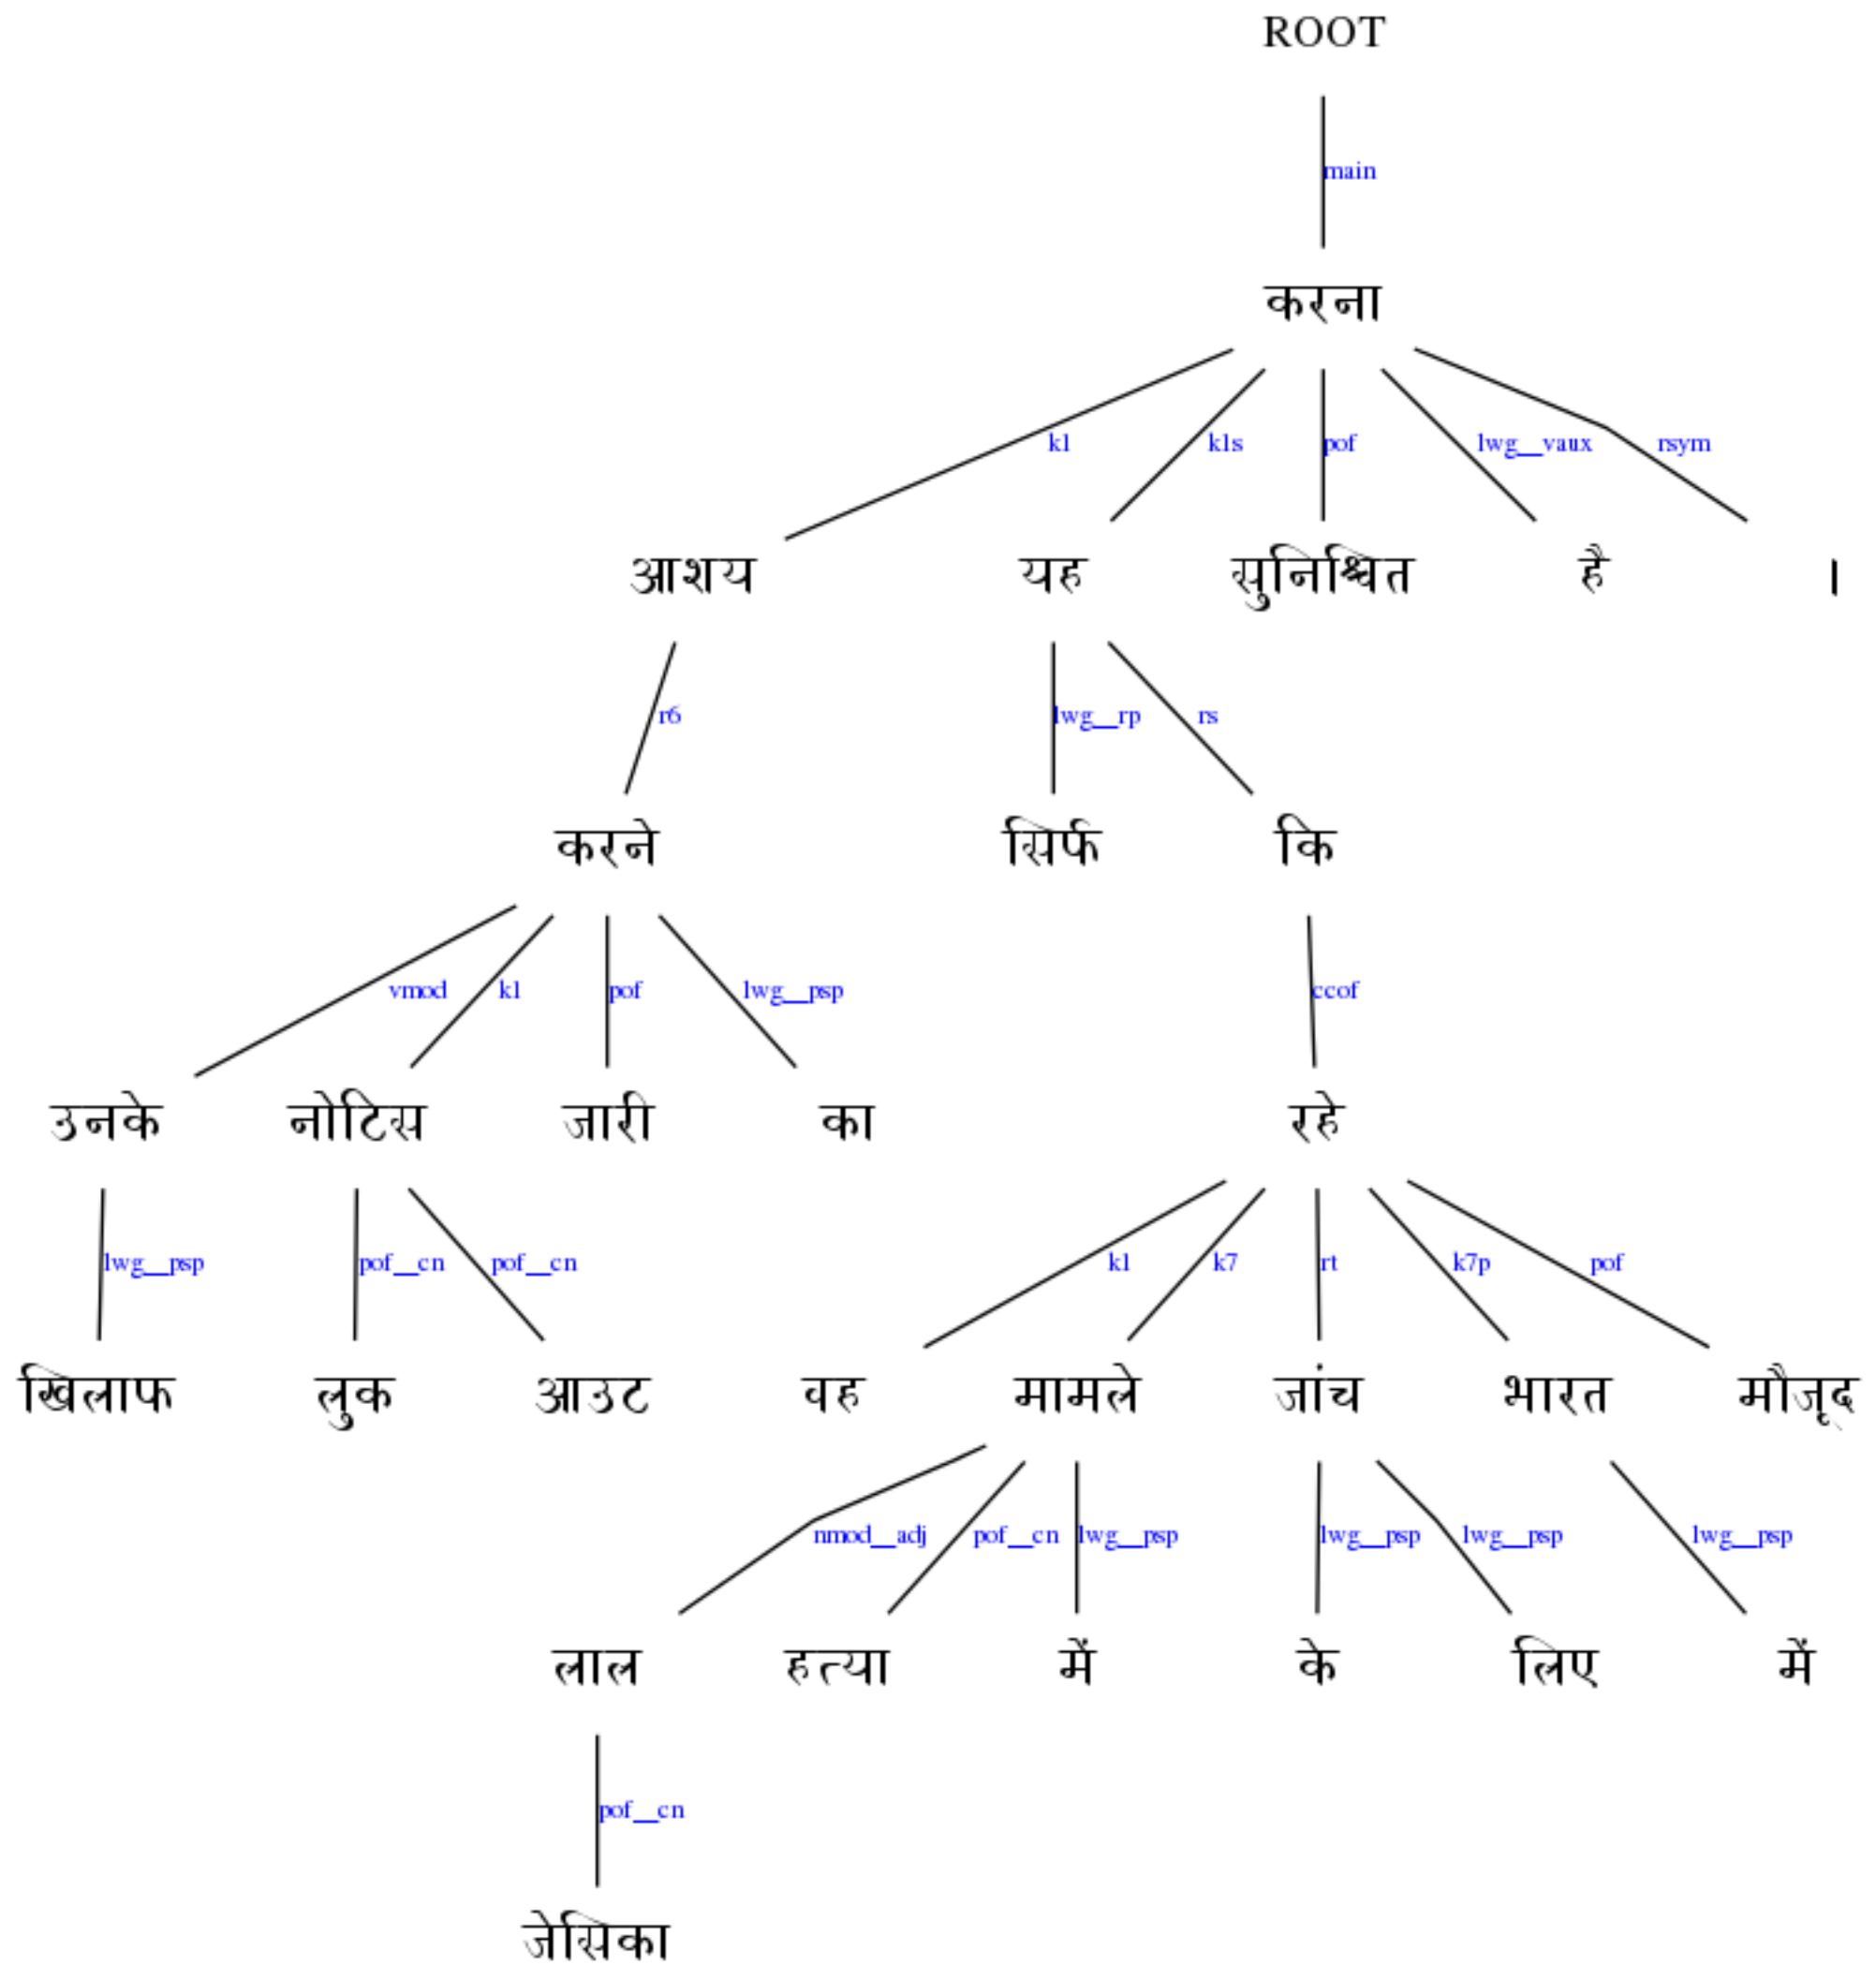 ROOT
main
करना
k1 k1s pof lwg__vaux rsym
आशय यह सुनिश्चित है ।
r6 lwg__rp rs
करने सिर्फ कि
vmod k1 pof lwg__psp ccof
उनके नोटिस जारी का रहे
lwg__psp pof__cn pof__cn k1 k7 rt k7p pof
खिलाफ लुक आउट वह मामले जांच भारत मौजूद
nmod__adj pof__cn lwg__psp lwg__psp lwg__psp lwg__psp
लाल हत्या में के लिए में
pof__cn
जेसिका